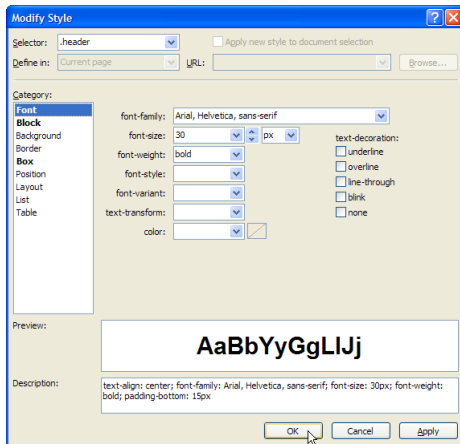 Modify Style
Selector: .header Apply new style to document selection
Define in: Current page URL: Browse...
Category:
Font
Block
Background
Border
Box
Position
Layout
List
Table
font-family: Arial, Helvetica, sans-serif
font-size: 30 px
font-weight: bold
font-style:
font-variant:
text-transform:
color:
text-decoration:
underline
overline
line-through
blink
none
Preview:
AaBbYyGgLlJj
Description:
text-align: center; font-family: Arial, Helvetica, sans-serif; font-size: 30px; font-weight:
bold; padding-bottom: 15px
OK Cancel Apply